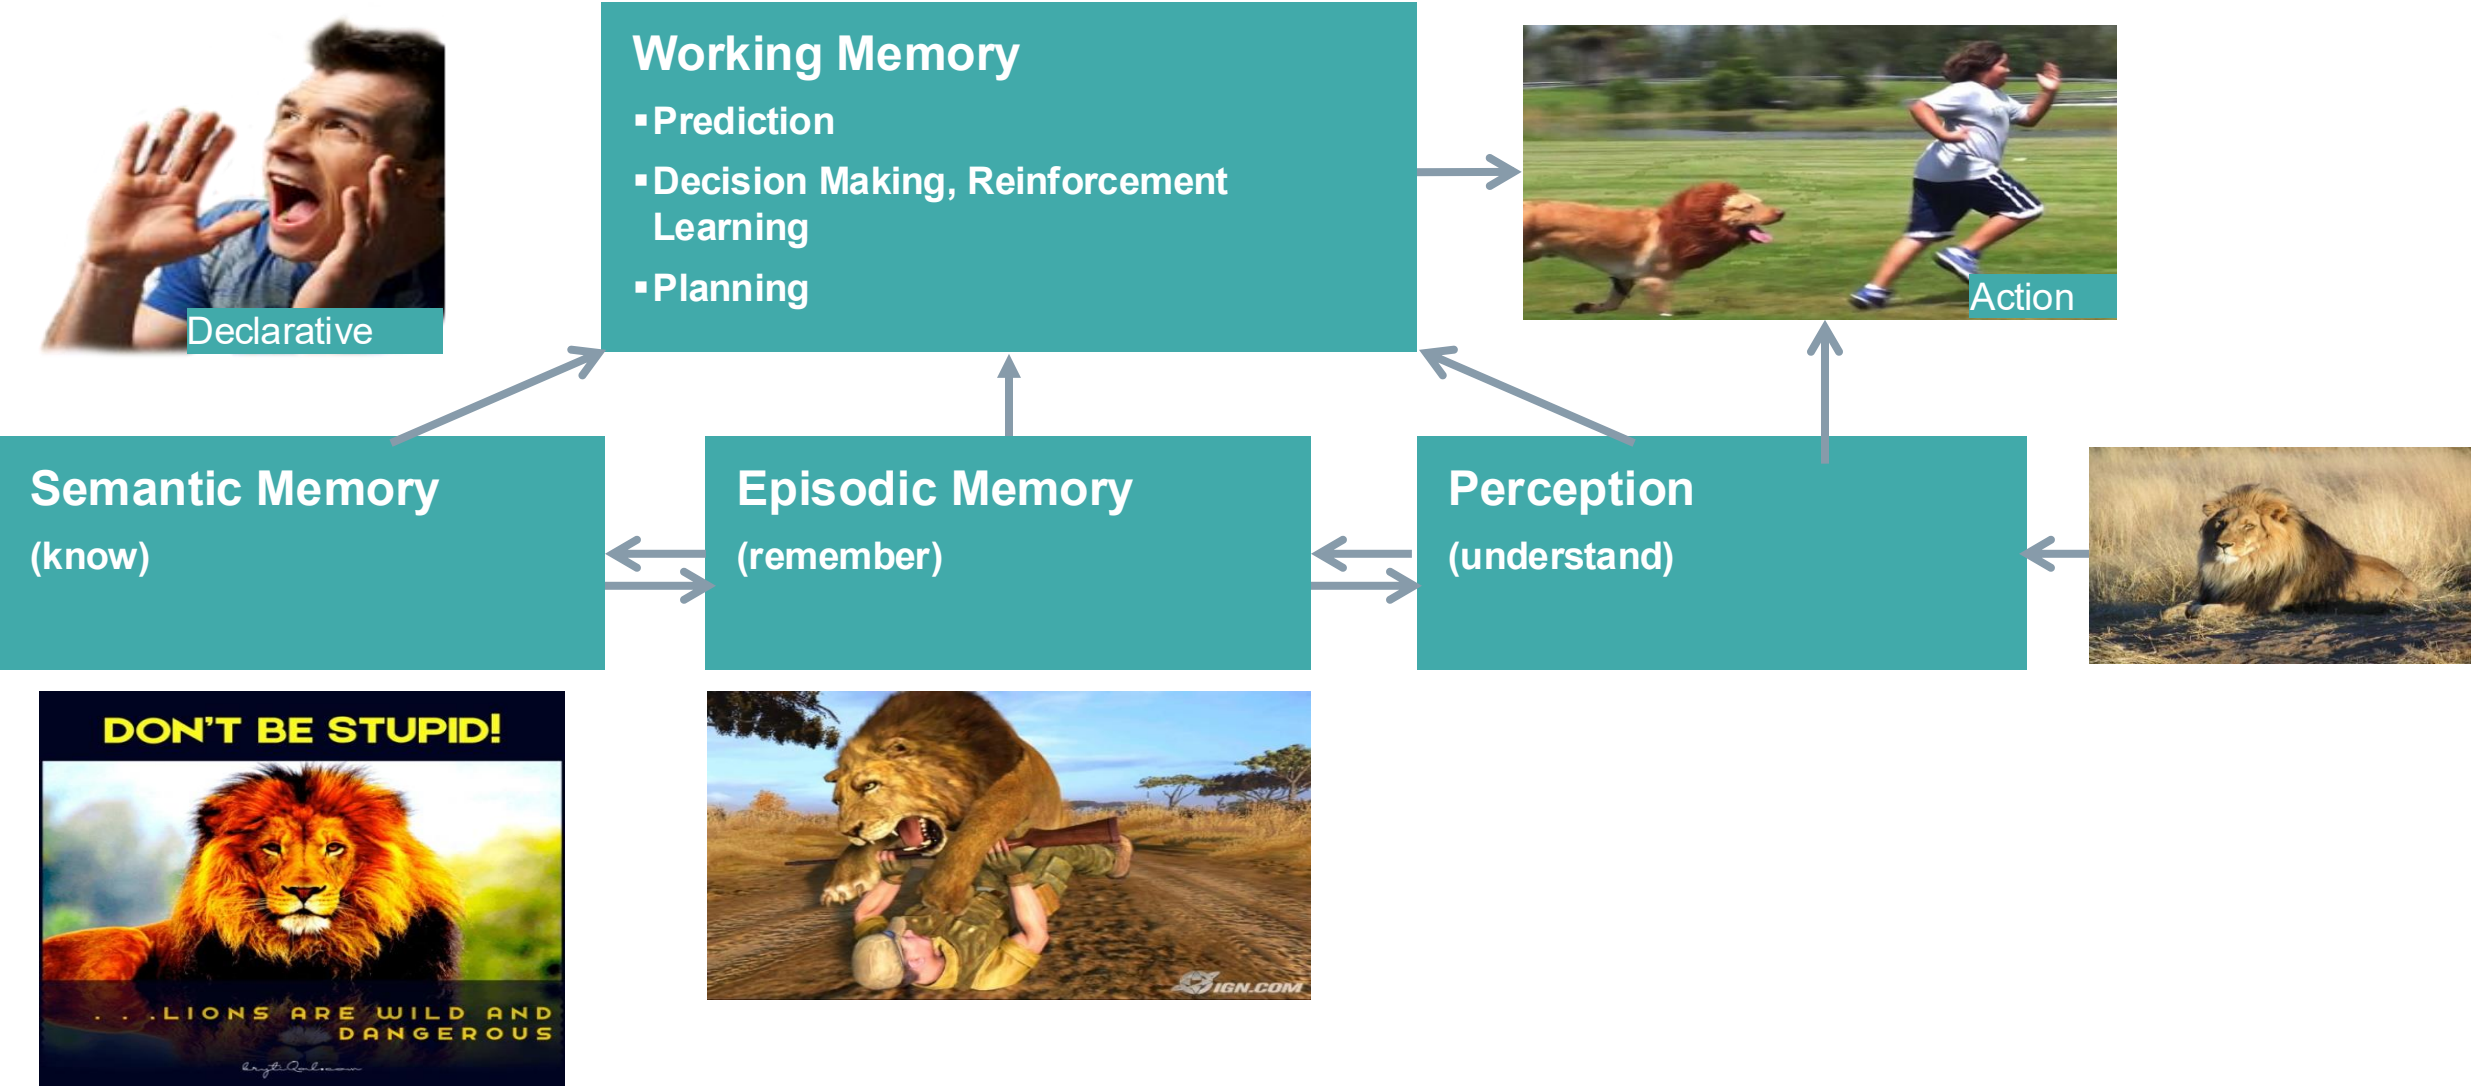 Working Memory
▪Prediction
▪Decision Making, Reinforcement
Learning
▪Planning
Declarative
Action
Semantic Memory
(know)
Episodic Memory
(remember)
Perception
(understand)
DON'T BE STUPID!
. . .LIONS ARE WILD AND
DANGEROUS
IGN.COM